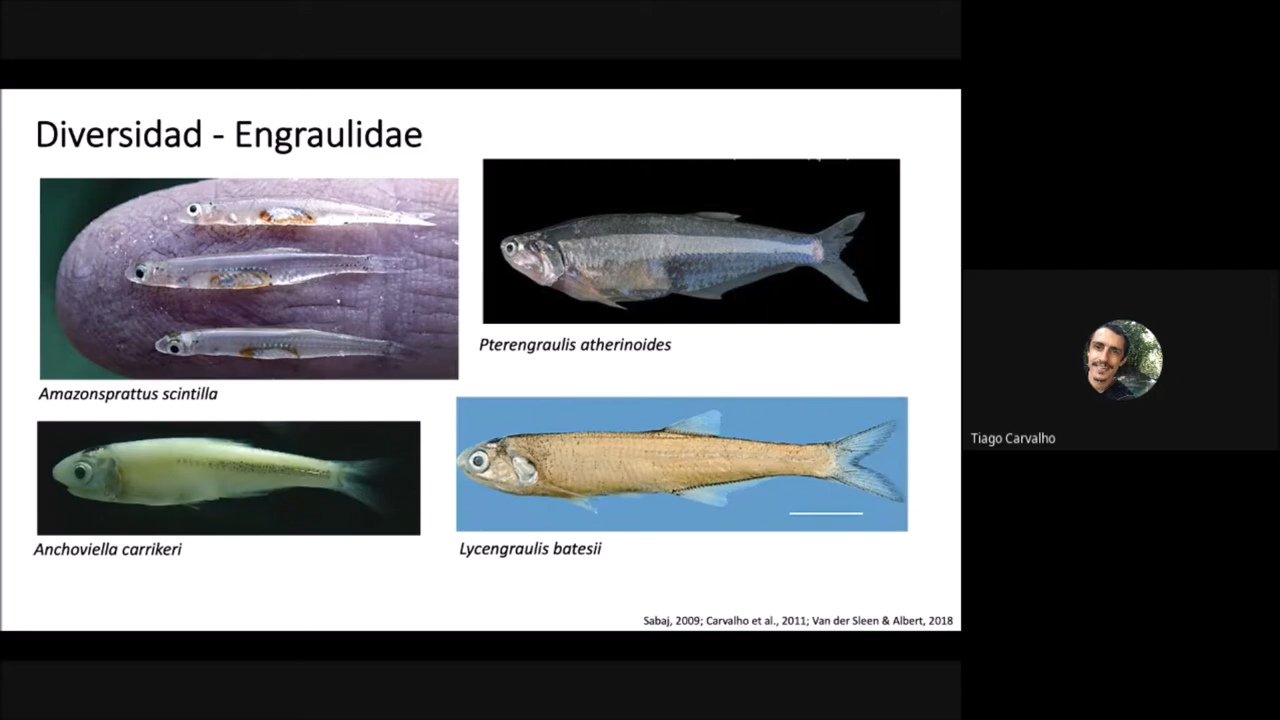 Diversidad - Engraulidae
Pterengraulis atherinoides
Amazonsprattus scintilla
Anchoviella carrikeri
Lycengraulis batesii
Sabaj, 2009; Carvalho et al., 2011; Van der Sleen & Albert, 2018
Tiago Carvalho